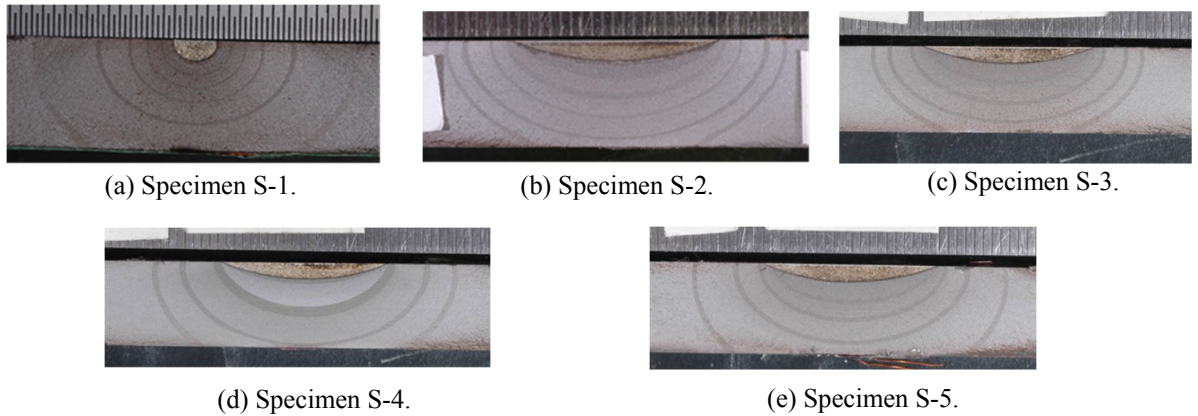 (a) Specimen S-1.
(b) Specimen S-2.
(c) Specimen S-3.
(d) Specimen S-4.
(e) Specimen S-5.